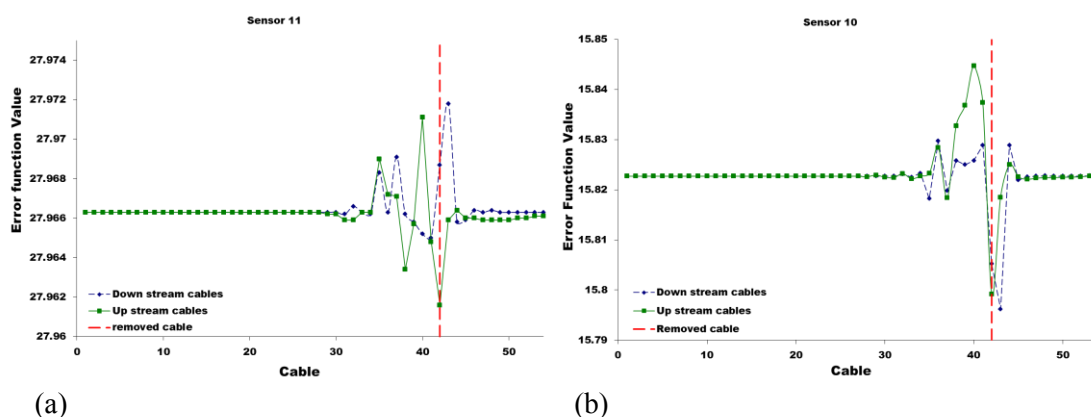 Sensor 11
27.974
27.972
27.97
27.968
27.966
27.964
27.962
27.96
Error function Value
Down stream cables
Up stream cables
removed cable
0 10 20 30 40 50
Cable
(a)
Sensor 10
15.85
15.84
15.83
15.82
15.81
15.8
15.79
Error Function Value
Down stream cables
Up stream cables
Removed cable
0 10 20 30 40 50
Cable
(b)